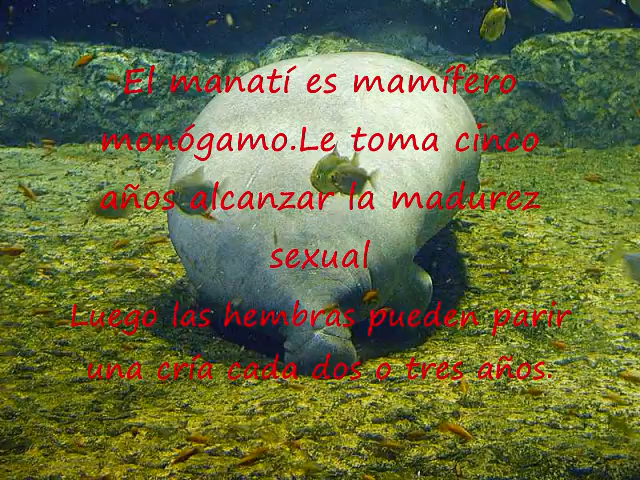 El manatí es mamífero
monógamo.Le toma cinco
años alcanzar la madurez
sexual
Luego las hembras pueden parir
una cría cada dos o tres años.